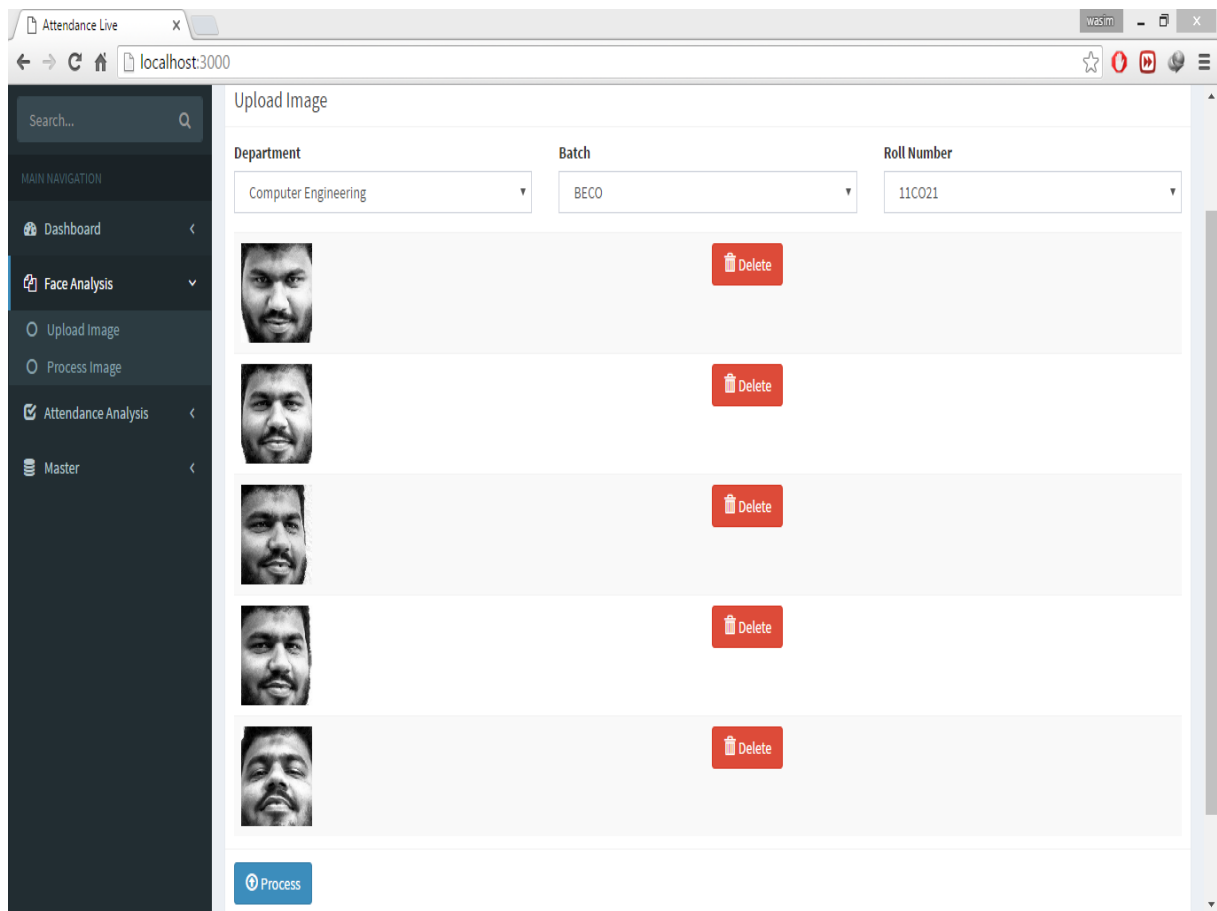 Attendance Live
wasim
localhost:3000
Search...
MAIN NAVIGATION
Dashboard
Face Analysis
Upload Image
Process Image
Attendance Analysis
Master
Upload Image
Department Batch Roll Number
Computer Engineering BECO 11CO21
Delete
Delete
Delete
Delete
Delete
Process